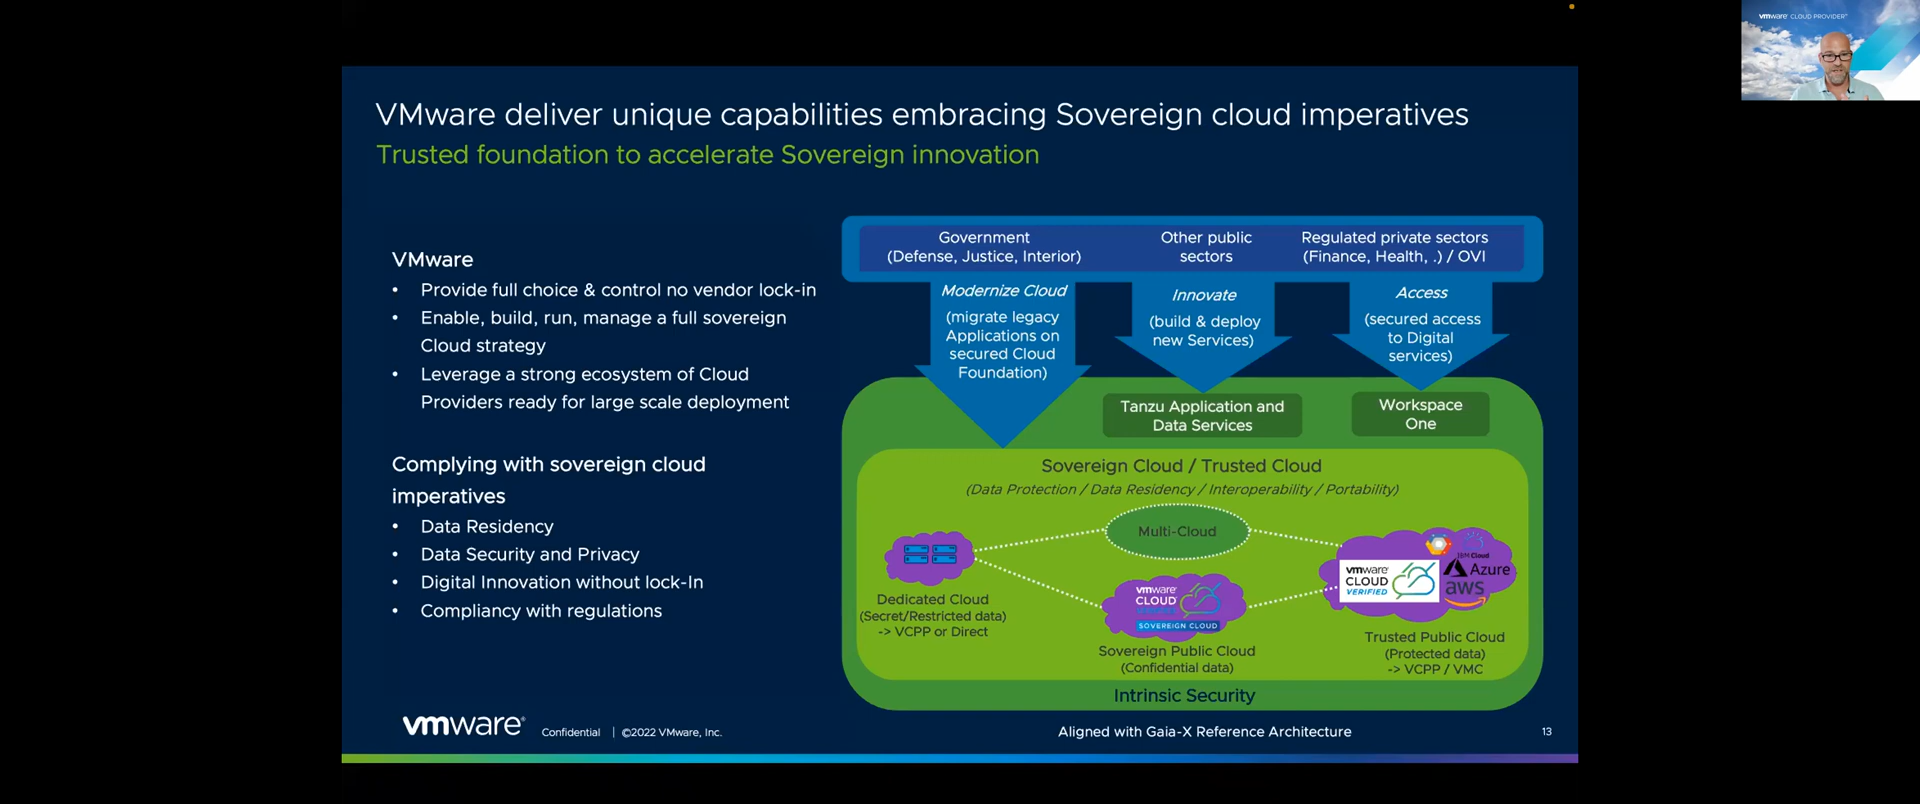 vmware CLOUD PROVIDER
VMware deliver unique capabilities embracing Sovereign cloud imperatives
Trusted foundation to accelerate Sovereign innovation
VMware
• Provide full choice & control no vendor lock-in
• Enable, build, run, manage a full sovereign
Cloud strategy
• Leverage a strong ecosystem of Cloud
Providers ready for large scale deployment
Complying with sovereign cloud
imperatives
• Data Residency
• Data Security and Privacy
• Digital Innovation without lock-In
• Compliancy with regulations
Government
(Defense, Justice, Interior)
Other public
sectors
Regulated private sectors
(Finance, Health, .) / OVI
Modernize Cloud
(migrate legacy
Applications on
secured Cloud
Foundation)
Innovate
(build & deploy
new Services)
Access
(secured access
to Digital
services)
Tanzu Application and
Data Services
Workspace
One
Sovereign Cloud / Trusted Cloud
(Data Protection / Data Residency / Interoperability / Portability)
Multi-Cloud
Dedicated Cloud
(Secret/Restricted data)
-> VCPP or Direct
vmware
CLOUD
SOVEREIGN CLOUD
Sovereign Public Cloud
(Confidential data)
vmware
CLOUD
VERIFIED
IBM Cloud
Azure
aws
Trusted Public Cloud
(Protected data)
-> VCPP / VMC
Intrinsic Security
vmware®
Confidential | ©2022 VMware, Inc.
Aligned with Gaia-X Reference Architecture
13